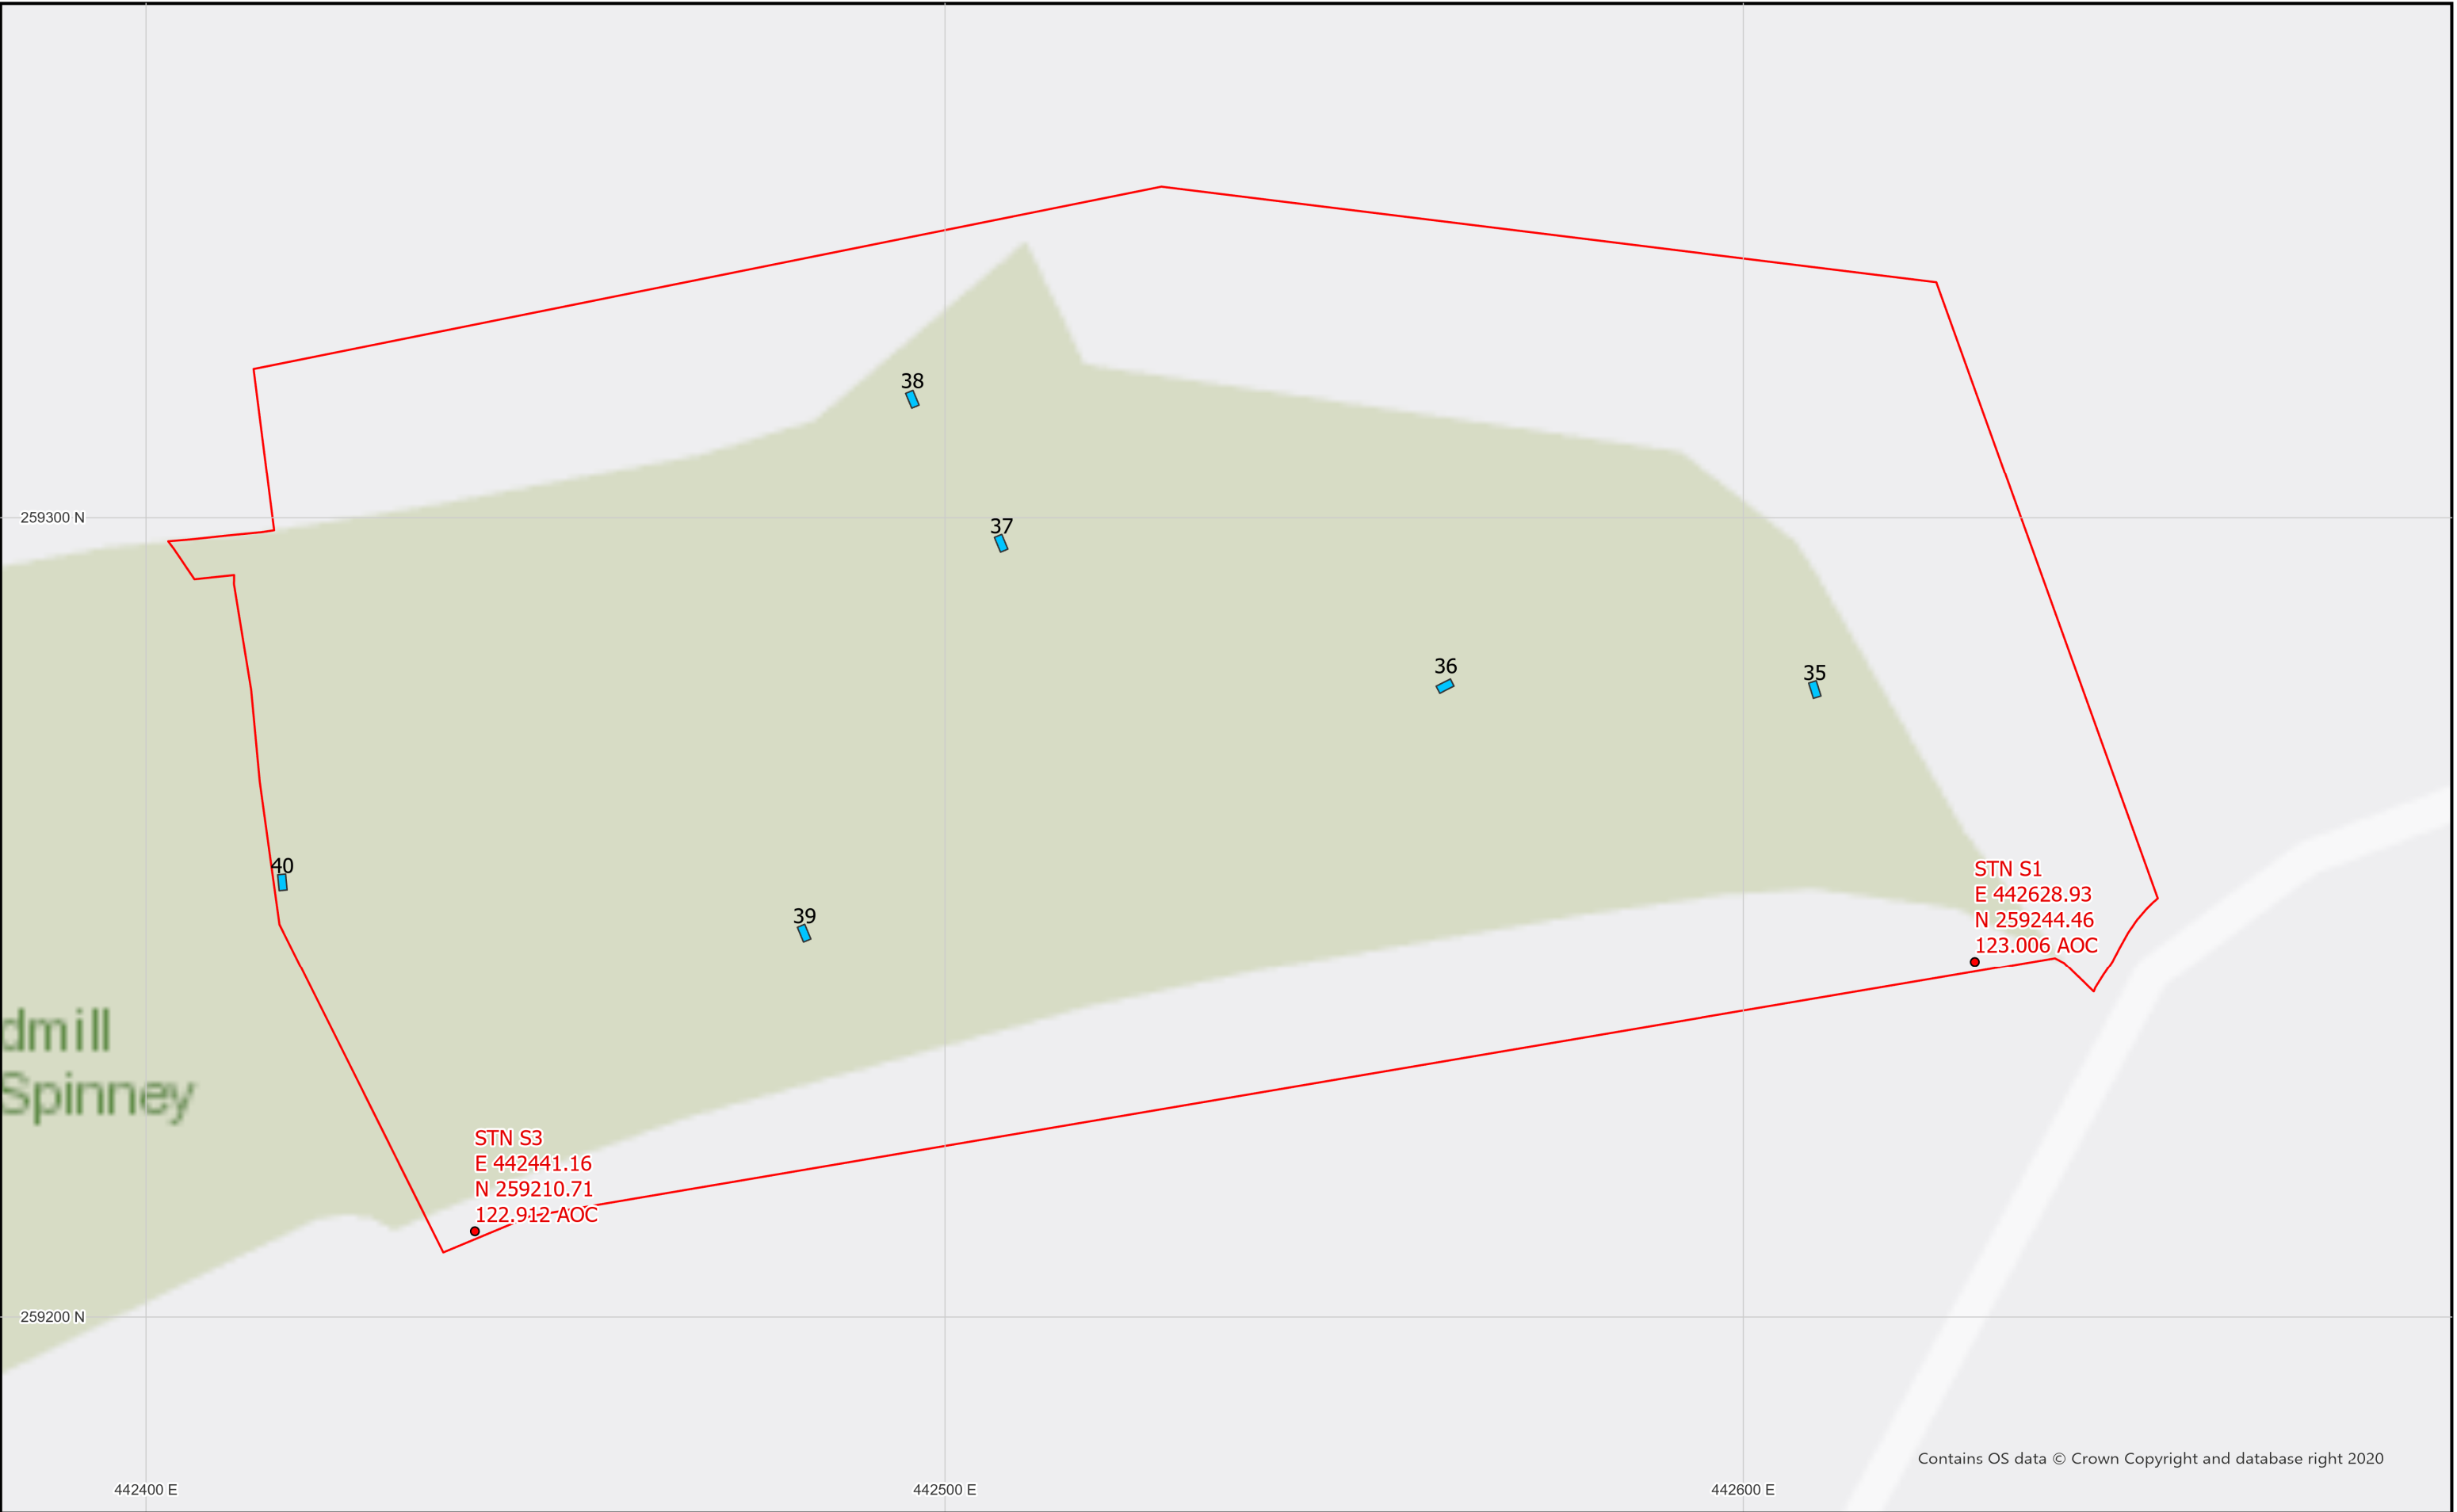 38
37
259300 N
36
35
40
STN S1
E 442628.93
39
N 259244.46
123.006 AOC
dmill
Spinney
STN S3
E 442441.16
N 259210.71
122.912 AOC
259200 N
Contains OS data © Crown Copyright and database right 2020
442400 E
442500 E
442600 E